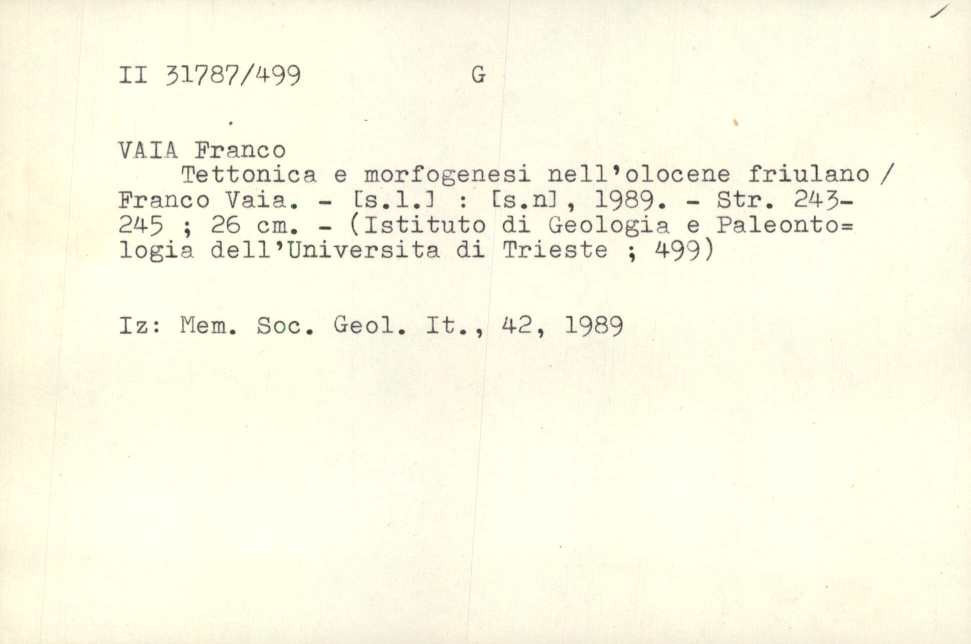 II 31787/499 G
VAIA Franco
Tettonica e morfogenesi nell'olocene friulano /
Franco Vaia. - [s.l.] : [s.n], 1989. - Str. 243-
245 ; 26 cm. - (Istituto di Geologia e Paleonto=
logia dell'Universita di Trieste ; 499)
Iz: Mem. Soc. Geol. It., 42, 1989